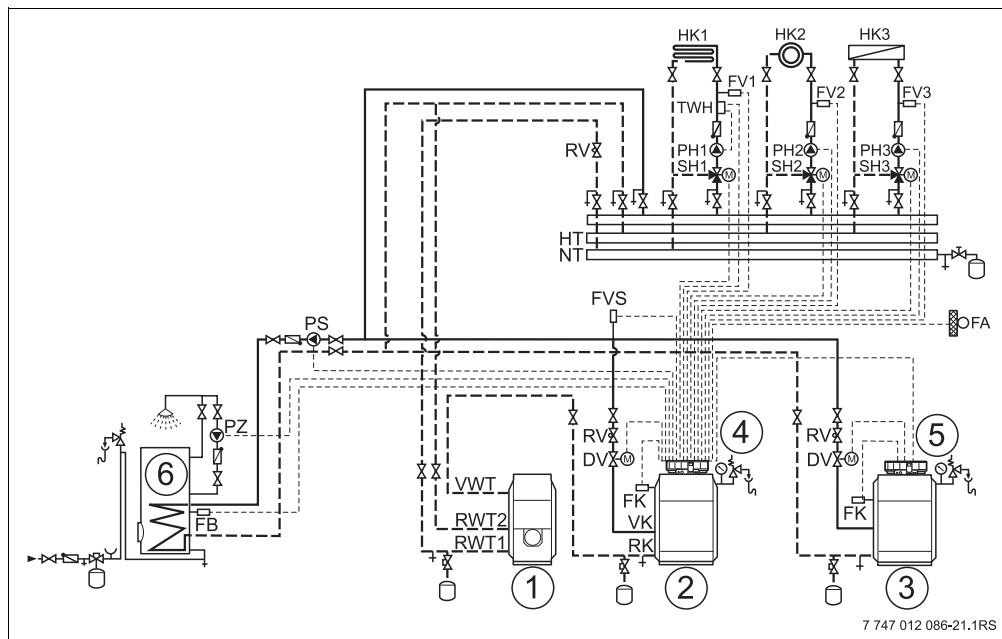 HK1 HK2 HK3
FV1 FV2 FV3
TWH
RV PH1 PH2 PH3
SH1 M SH2 M SH3 M
HT
NT
FVS
PS FA
4 5
PZ RV RV
6 DV M DV M
VWT FK FK
FB RWT2 VK
RWT1 RK
1 2 3
7 747 012 086-21.1RS